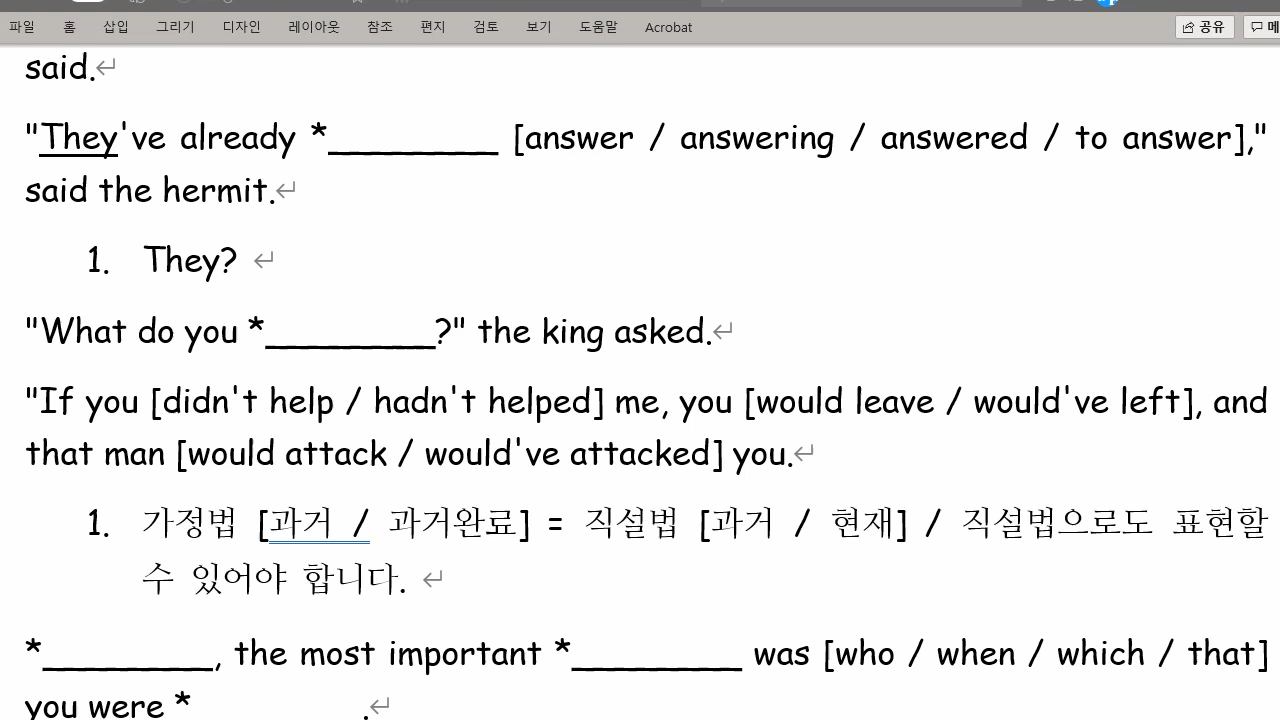 파일 홈 삽입 그리기 디자인 레이아웃 참조 편지 검토 보기 도움말 Acrobat 공유 메
said.↵
"They've already *_________ [answer / answering / answered / to answer],"
said the hermit.↵
1. They? ↵
"What do you *_________?" the king asked.↵
"If you [didn't help / hadn't helped] me, you [would leave / would've left], and
that man [would attack / would've attacked] you.↵
1. 가정법 [과거 / 과거완료] = 직설법 [과거 / 현재] / 직설법으로도 표현할
수 있어야 합니다. ↵
*_________, the most important *_________ was [who / when / which / that]
you were *_________.↵